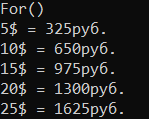 For()
5$ = 325руб.
10$ = 650руб.
15$ = 975руб.
20$ = 1300руб.
25$ = 1625руб.